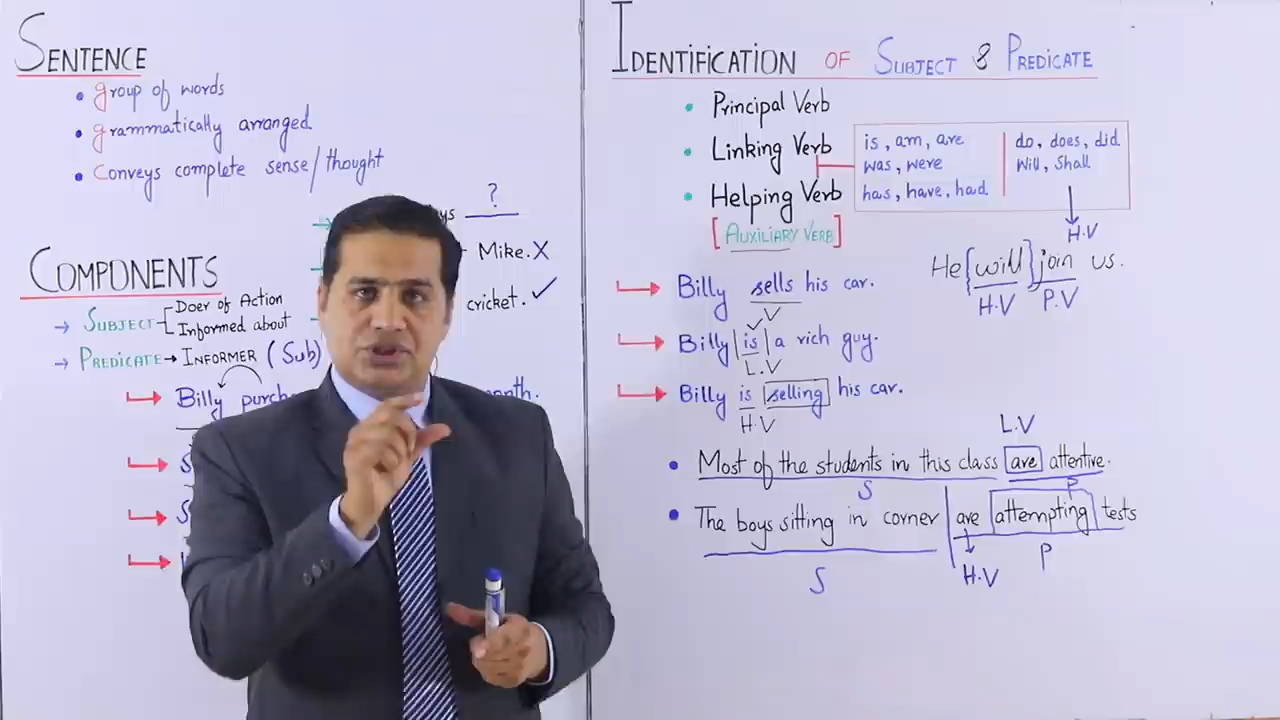 SENTENCE
• group of words
• grammatically arranged
• Conveys complete sense/thought
?
Mike. X
cricket. ✓
COMPONENTS
→ SUBJECT
Doer of Action
Informed about
→ PREDICATE → INFORMER (Sub)
Billy
S
S
IDENTIFICATION OF SUBJECT & PREDICATE
• Principal Verb
• Linking Verb
• Helping Verb
[AUXILIARY VERB]
is, am, are
was, were
has, have, had
do, does, did
Will, Shall
H.V
He {will} join us.
H.V P.V
Billy sells his car.
V
Billy |is| a rich guy.
L.V
Billy is selling his car.
H.V
L.V
• Most of the students in this class are attentive.
S P
• The boys sitting in corner | are attempting tests
S H.V P